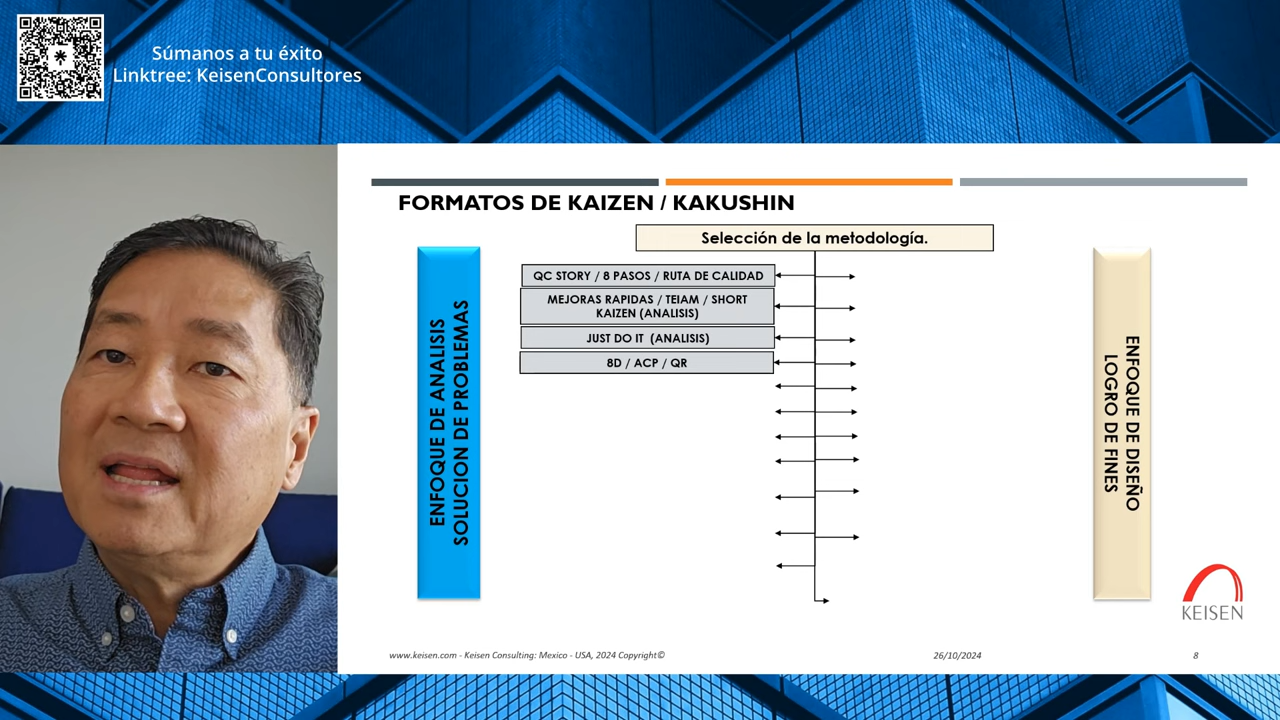 Súmanos a tu éxito
Linktree: KeisenConsultores
FORMATOS DE KAIZEN / KAKUSHIN
Selección de la metodología.
QC STORY / 8 PASOS / RUTA DE CALIDAD
MEJORAS RAPIDAS / TEIAM / SHORT
KAIZEN (ANALISIS)
JUST DO IT (ANALISIS)
8D / ACP / QR
ENFOQUE DE ANALISIS
SOLUCION DE PROBLEMAS
ENFOQUE DE DISEÑO
LOGRO DE FINES
KEISEN
www.keisen.com - Keisen Consulting: Mexico - USA, 2024 Copyright©
26/10/2024
8